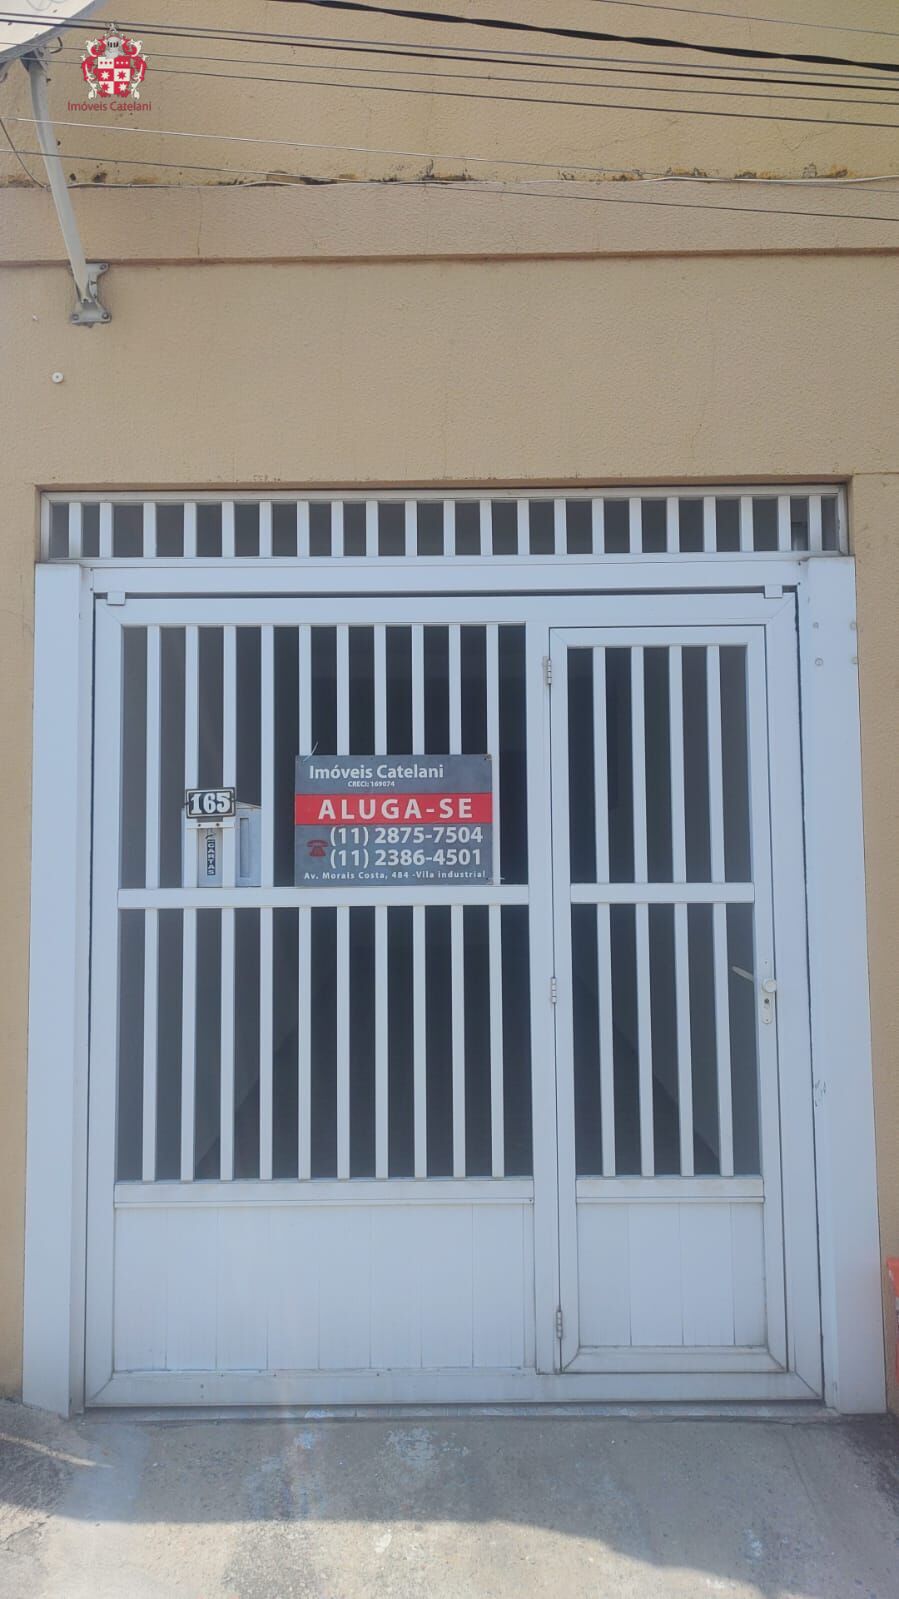 Imóveis Catelani
165
CARTAS
Imóveis Catelani
CRECI: 169074
ALUGA-SE
(11) 2875-7504
(11) 2386-4501
Av. Morais Costa, 484 -Vila industrial